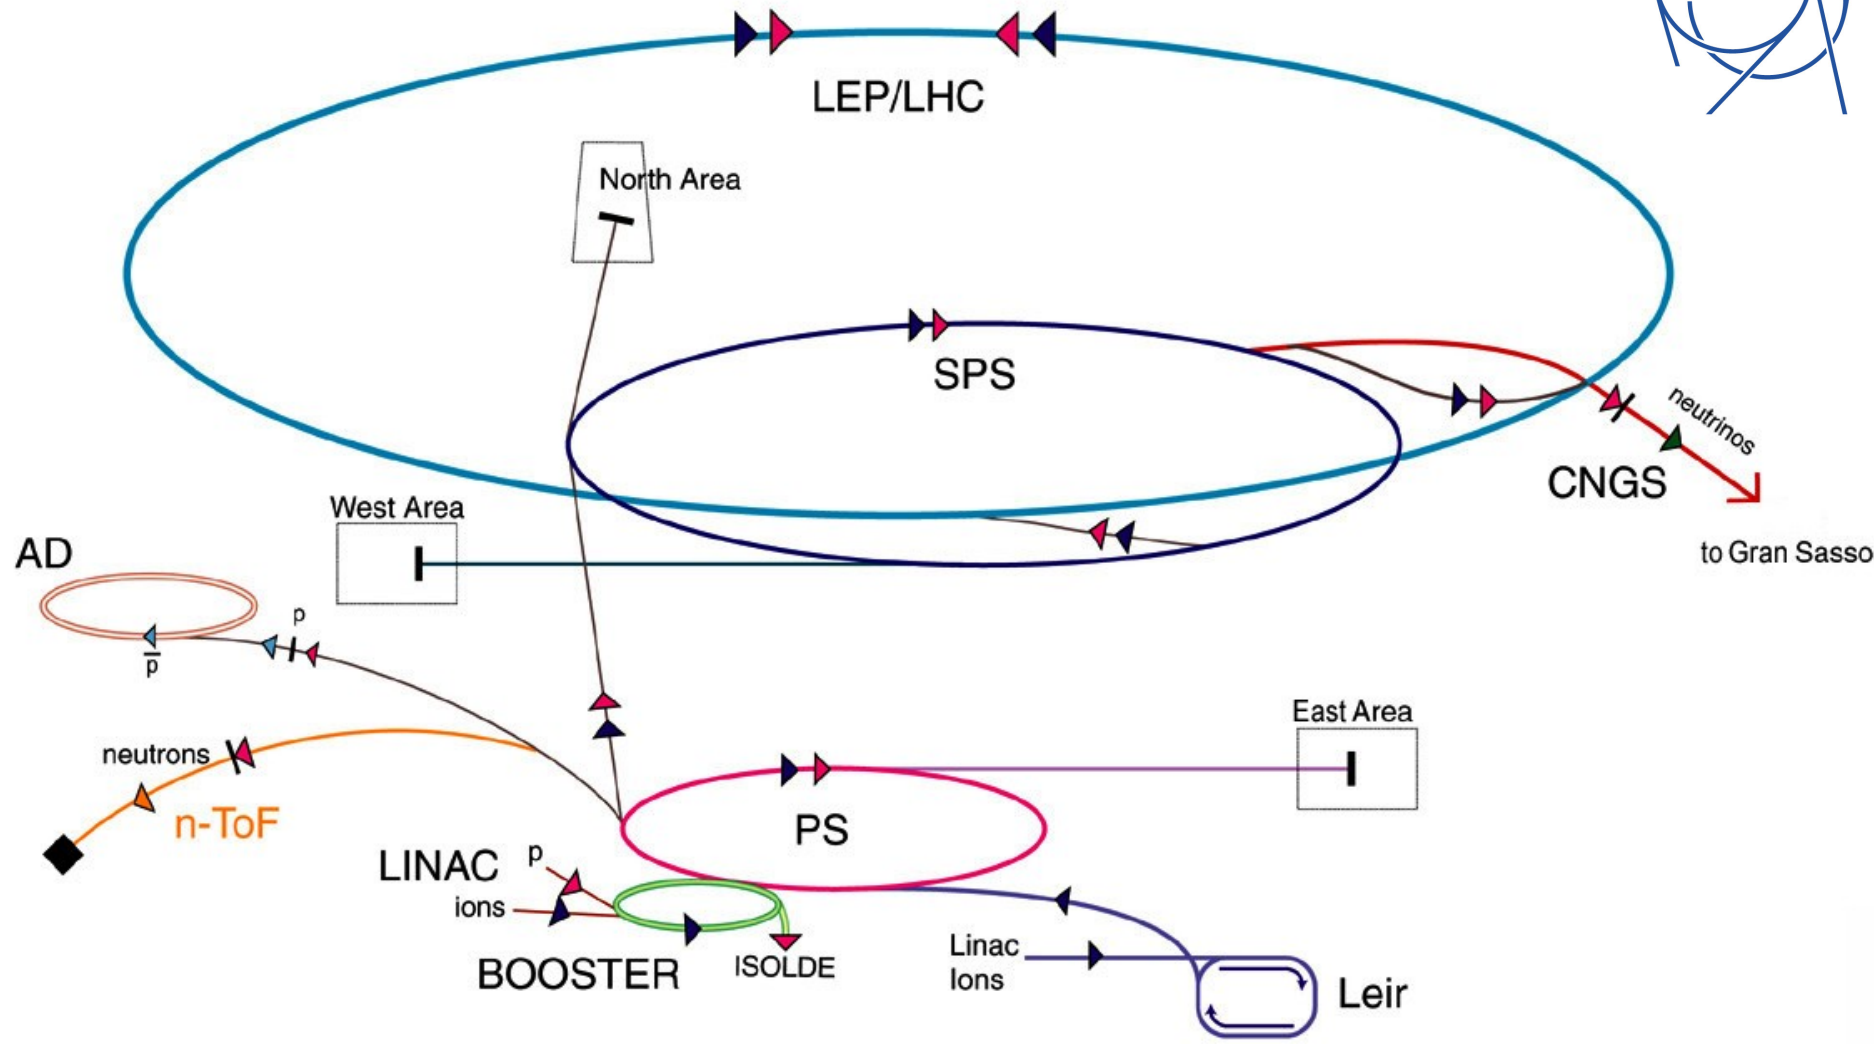 LEP/LHC
North Area
SPS
neutrinos
CNGS
West Area
to Gran Sasso
AD
p
p̅
East Area
neutrons
n-ToF
PS
LINAC
p
ions
BOOSTER
ISOLDE
Linac
Ions
Leir